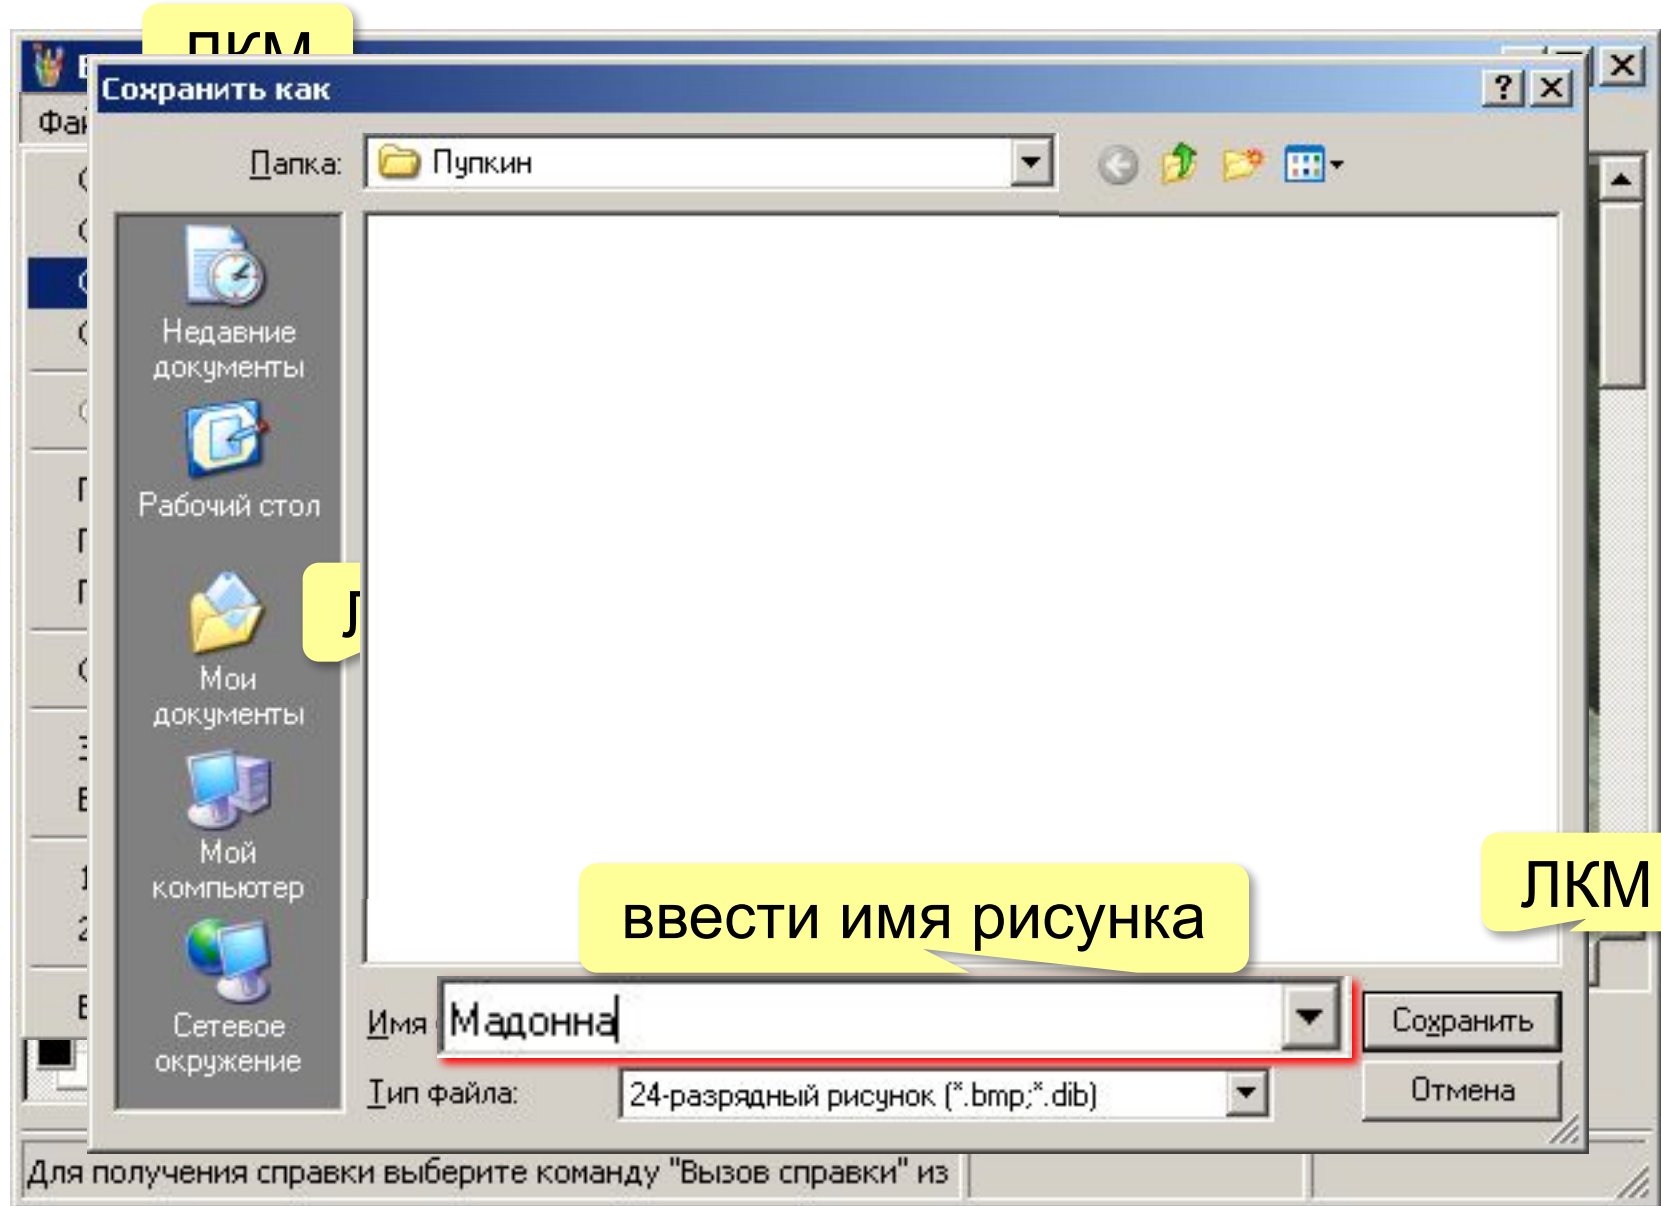 ЛКМ
Сохранить как
Папка:
Пупкин
Недавние
документы
Рабочий стол
Мои
документы
Мой
компьютер
Сетевое
окружение
ЛКМ
ввести имя рисунка
Имя
Мадонна
Сохранить
Тип файла:
24-разрядный рисунок (*.bmp;*.dib)
Отмена
Для получения справки выберите команду "Вызов справки" из